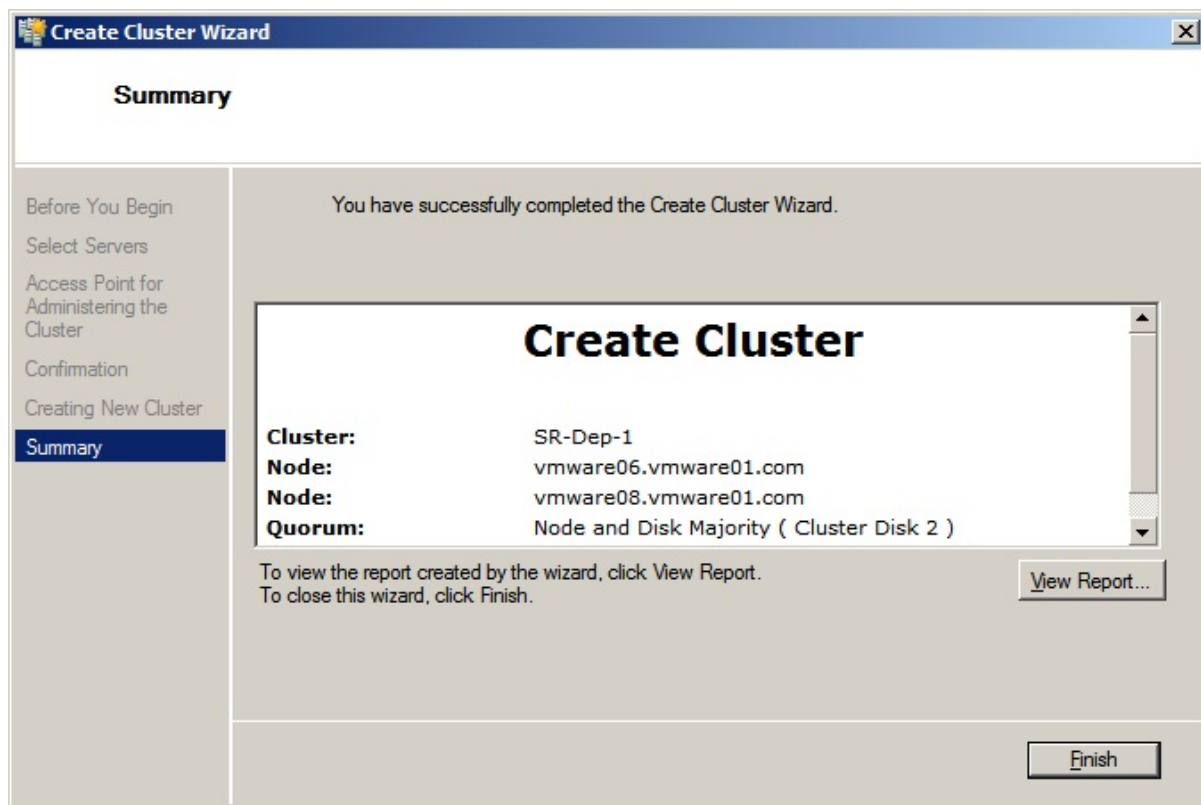 Create Cluster Wizard
Summary
Before You Begin
Select Servers
Access Point for
Administering the
Cluster
Confirmation
Creating New Cluster
Summary
You have successfully completed the Create Cluster Wizard.
Create Cluster
Cluster: SR-Dep-1
Node: vmware06.vmware01.com
Node: vmware08.vmware01.com
Quorum: Node and Disk Majority ( Cluster Disk 2 )
To view the report created by the wizard, click View Report.
To close this wizard, click Finish.
View Report...
Finish